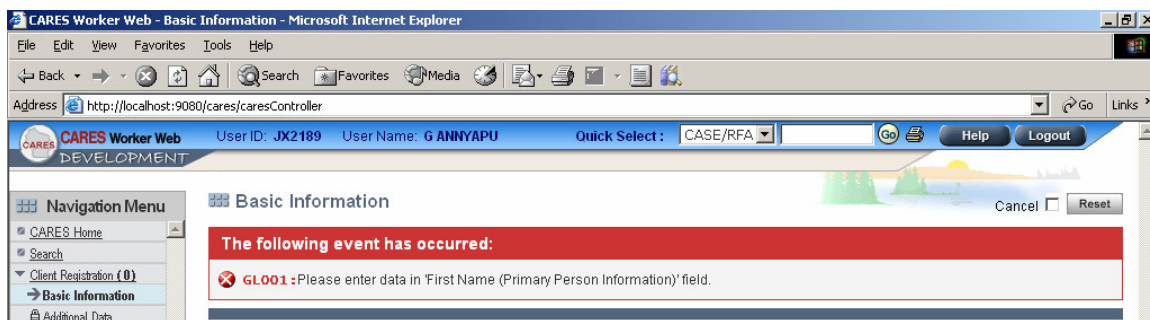 CARES Worker Web - Basic Information - Microsoft Internet Explorer
File Edit View Favorites Tools Help
Back Search Favorites Media
Address http://localhost:9080/cares/caresController Go Links
CARES CARES Worker Web User ID: JX2189 User Name: G ANNYAPU Quick Select : CASE/RFA Go Help Logout
DEVELOPMENT
Navigation Menu Basic Information Cancel Reset
CARES Home
The following event has occurred:
Search
Client Registration (0)
GL001 :Please enter data in 'First Name (Primary Person Information)' field.
Basic Information
Additional Data